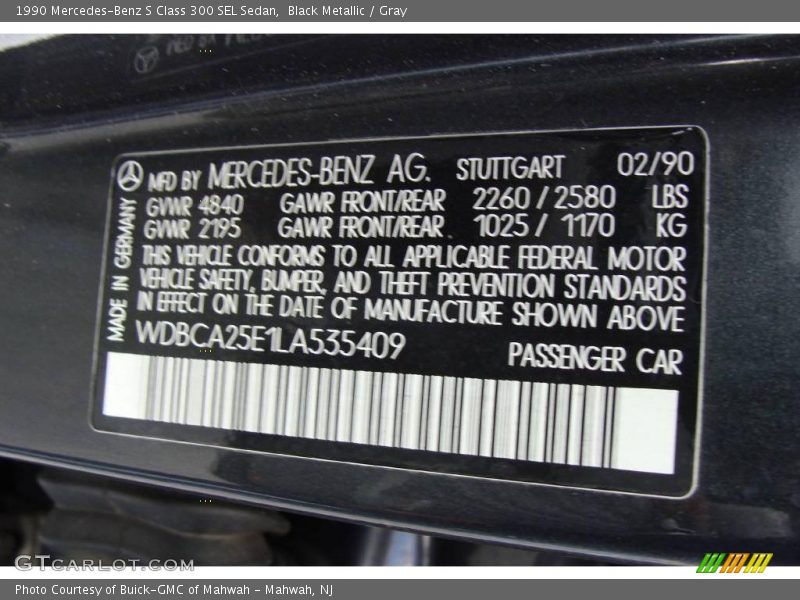 1990 Mercedes-Benz S Class 300 SEL Sedan, Black Metallic / Gray
MFD BY MERCEDES-BENZ AG. STUTTGART 02/90
GVWR 4840 GAWR FRONT/REAR 2260 / 2580 LBS
GVWR 2195 GAWR FRONT/REAR 1025 / 1170 KG
THIS VEHICLE CONFORMS TO ALL APPLICABLE FEDERAL MOTOR
VEHICLE SAFETY, BUMPER, AND THEFT PREVENTION STANDARDS
IN EFFECT ON THE DATE OF MANUFACTURE SHOWN ABOVE
MADE IN GERMANY
WDBCA25E1LA535409 PASSENGER CAR
GTCARLOT.COM
Photo Courtesy of Buick-GMC of Mahwah - Mahwah, NJ